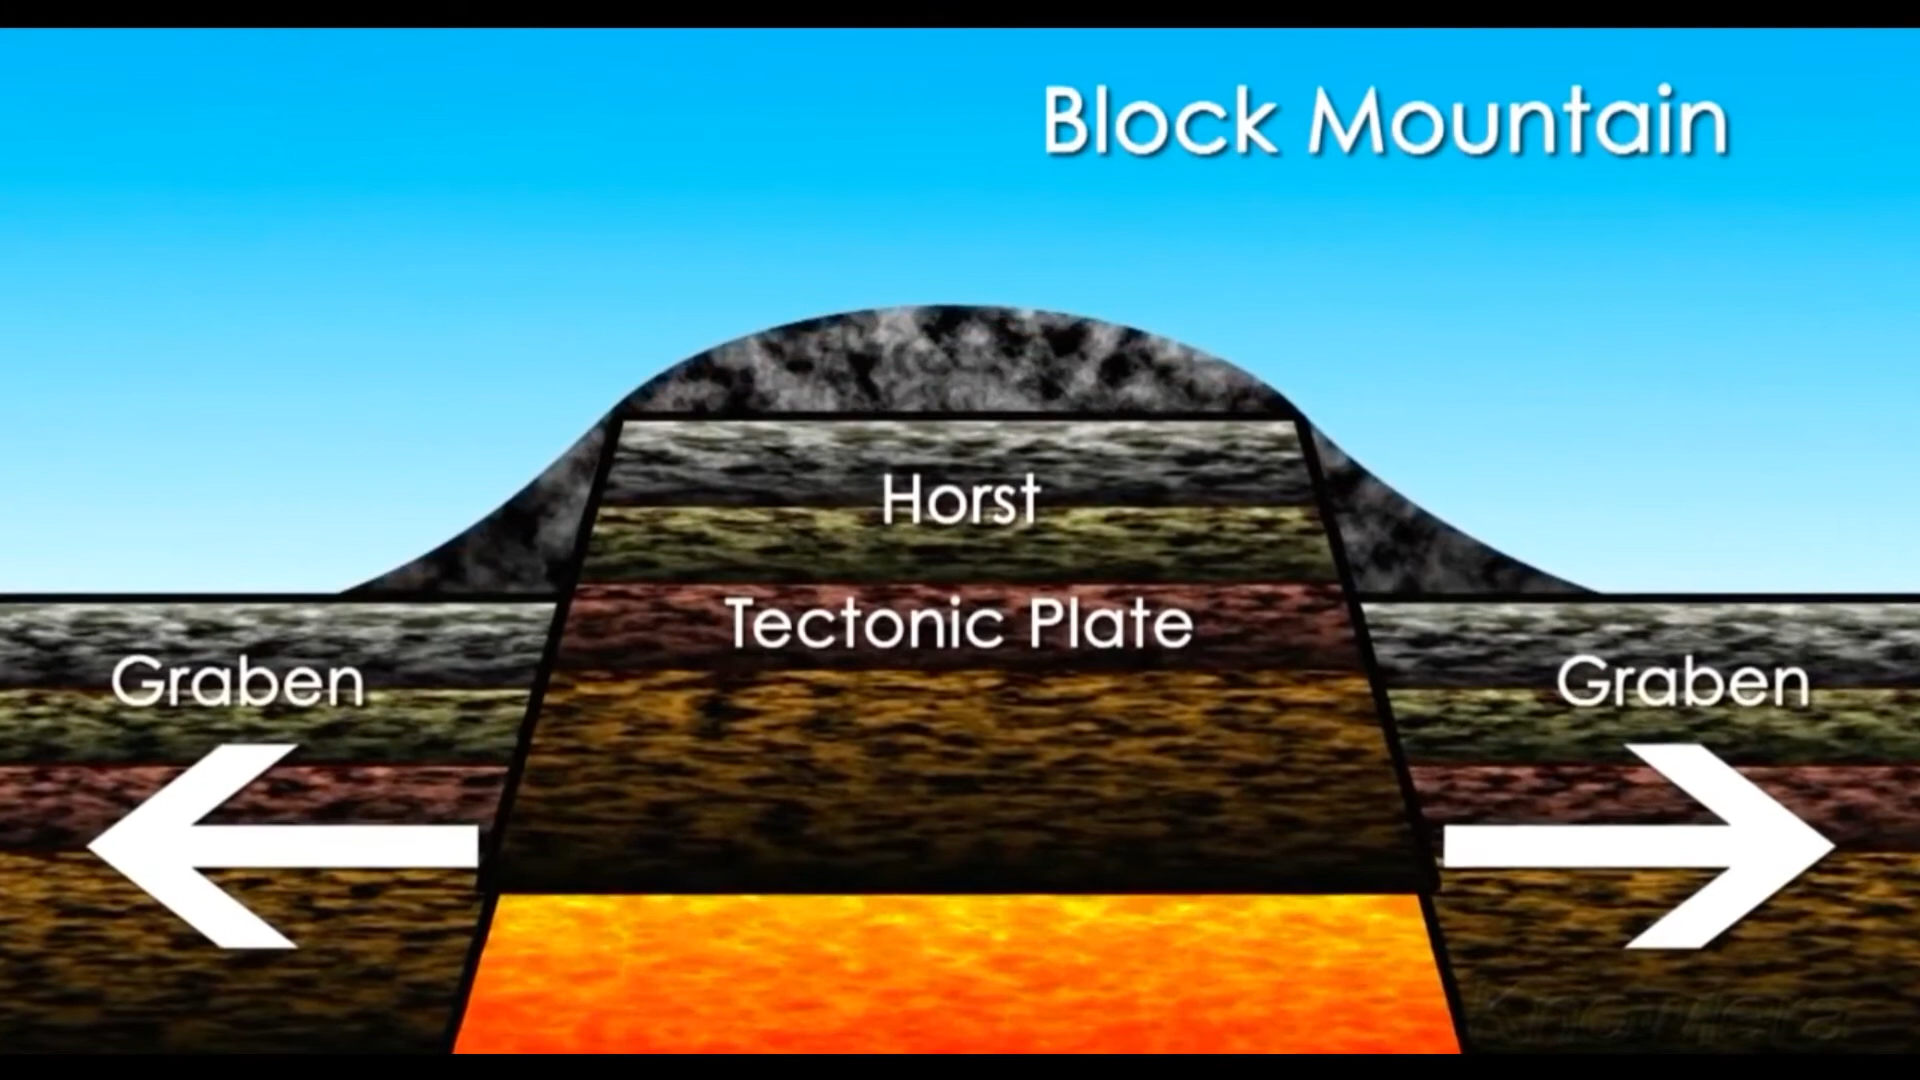 Block Mountain
Horst
Tectonic Plate
Graben
Graben